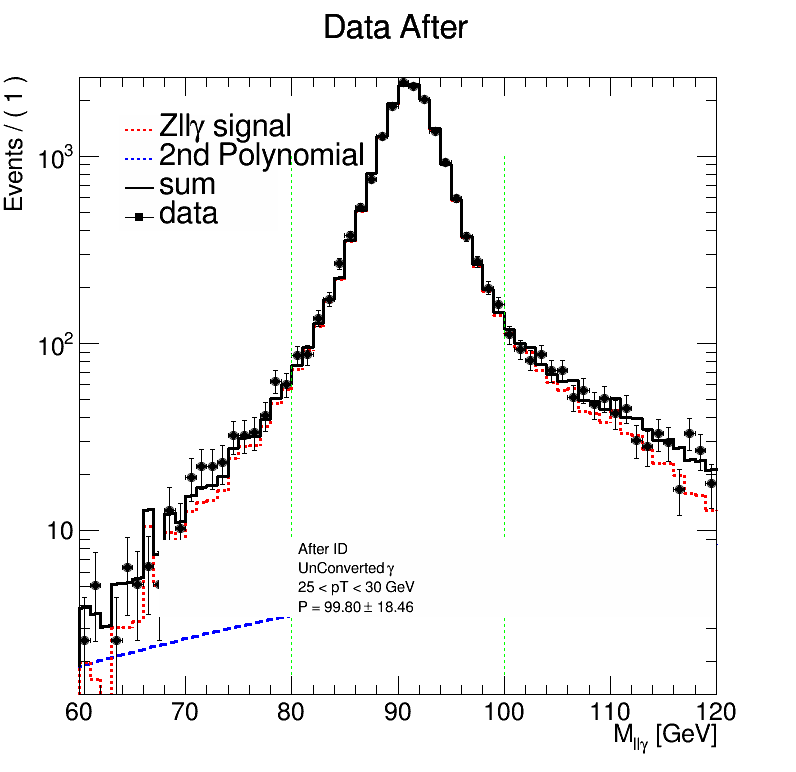 Data After
Events / ( 1 )
Zllγ signal
2nd Polynomial
sum
data
10³
10²
10
After ID
UnConverted γ
25 < pT < 30 GeV
P = 99.80 ± 18.46
60 70 80 90 100 110 120
M_llγ [GeV]